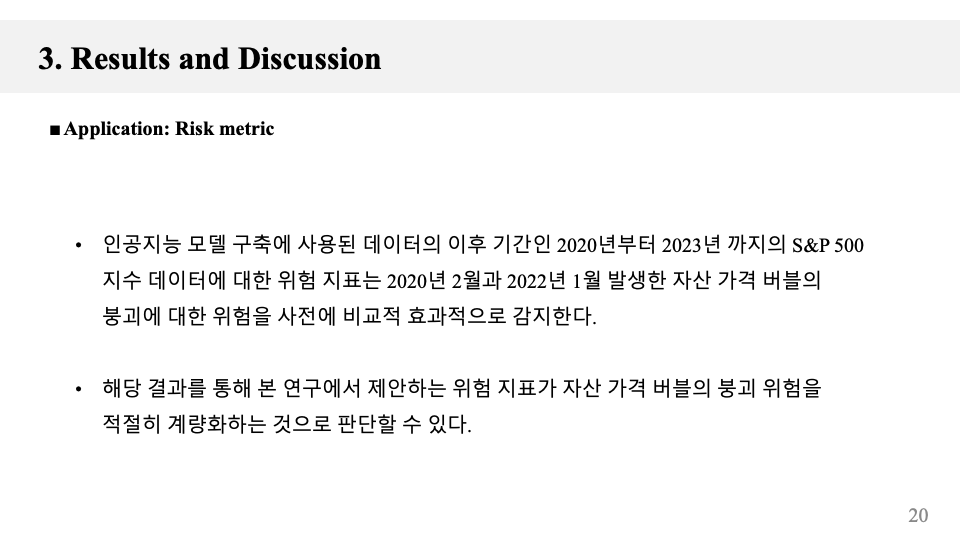 3. Results and Discussion
■ Application: Risk metric
• 인공지능 모델 구축에 사용된 데이터의 이후 기간인 2020년부터 2023년 까지의 S&P 500
지수 데이터에 대한 위험 지표는 2020년 2월과 2022년 1월 발생한 자산 가격 버블의
붕괴에 대한 위험을 사전에 비교적 효과적으로 감지한다.
• 해당 결과를 통해 본 연구에서 제안하는 위험 지표가 자산 가격 버블의 붕괴 위험을
적절히 계량화하는 것으로 판단할 수 있다.
20